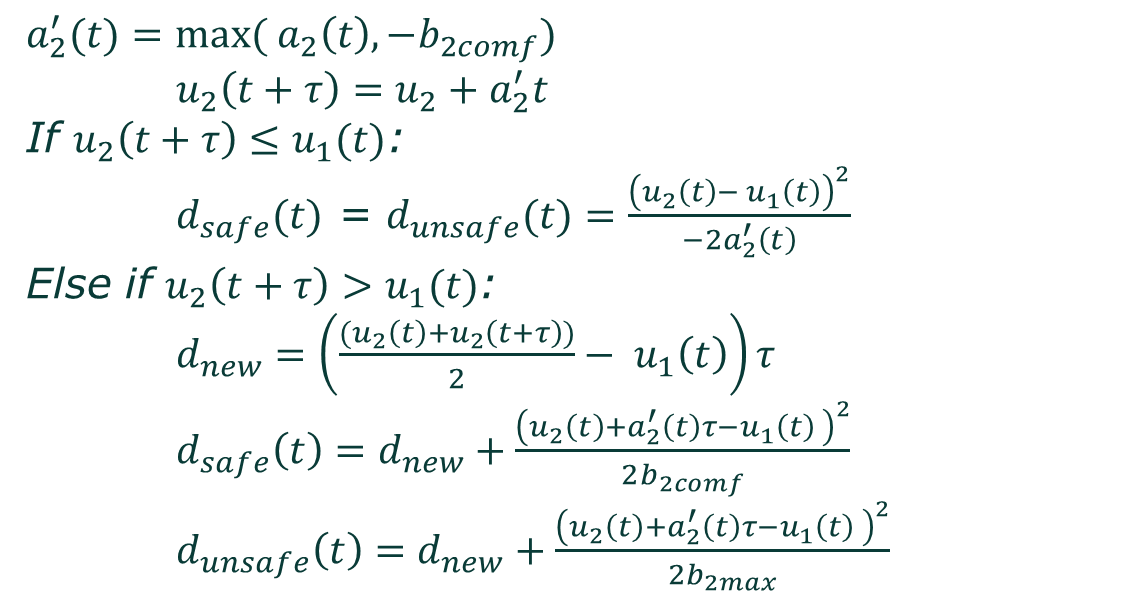 a′₂(t) = max( a₂(t), −b₂comf)
u₂(t + τ) = u₂ + a′₂t
If u₂(t + τ) ≤ u₁(t):
d_safe(t) = d_unsafe(t) = (u₂(t)− u₁(t))² / −2a′₂(t)
Else if u₂(t + τ) > u₁(t):
d_new = ((u₂(t)+u₂(t+τ)) / 2 − u₁(t)) τ
d_safe(t) = d_new + (u₂(t)+a′₂(t)τ−u₁(t) )² / 2b₂comf
d_unsafe(t) = d_new + (u₂(t)+a′₂(t)τ−u₁(t) )² / 2b₂max